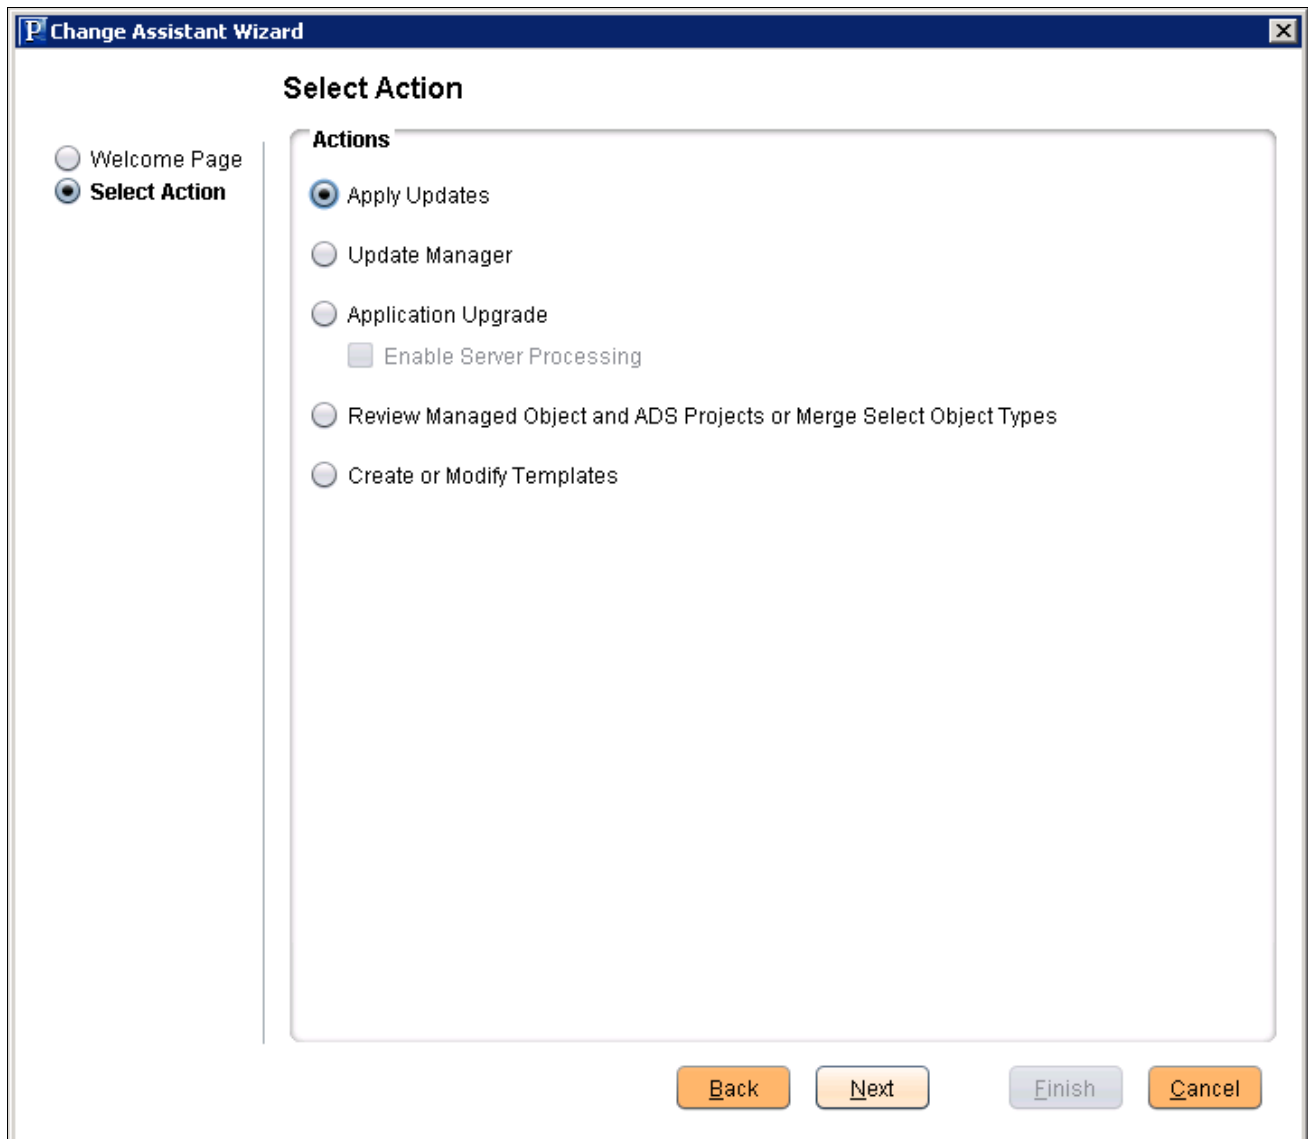 P Change Assistant Wizard
Select Action
Welcome Page
Select Action
Actions
Apply Updates
Update Manager
Application Upgrade
Enable Server Processing
Review Managed Object and ADS Projects or Merge Select Object Types
Create or Modify Templates
Back
Next
Finish
Cancel